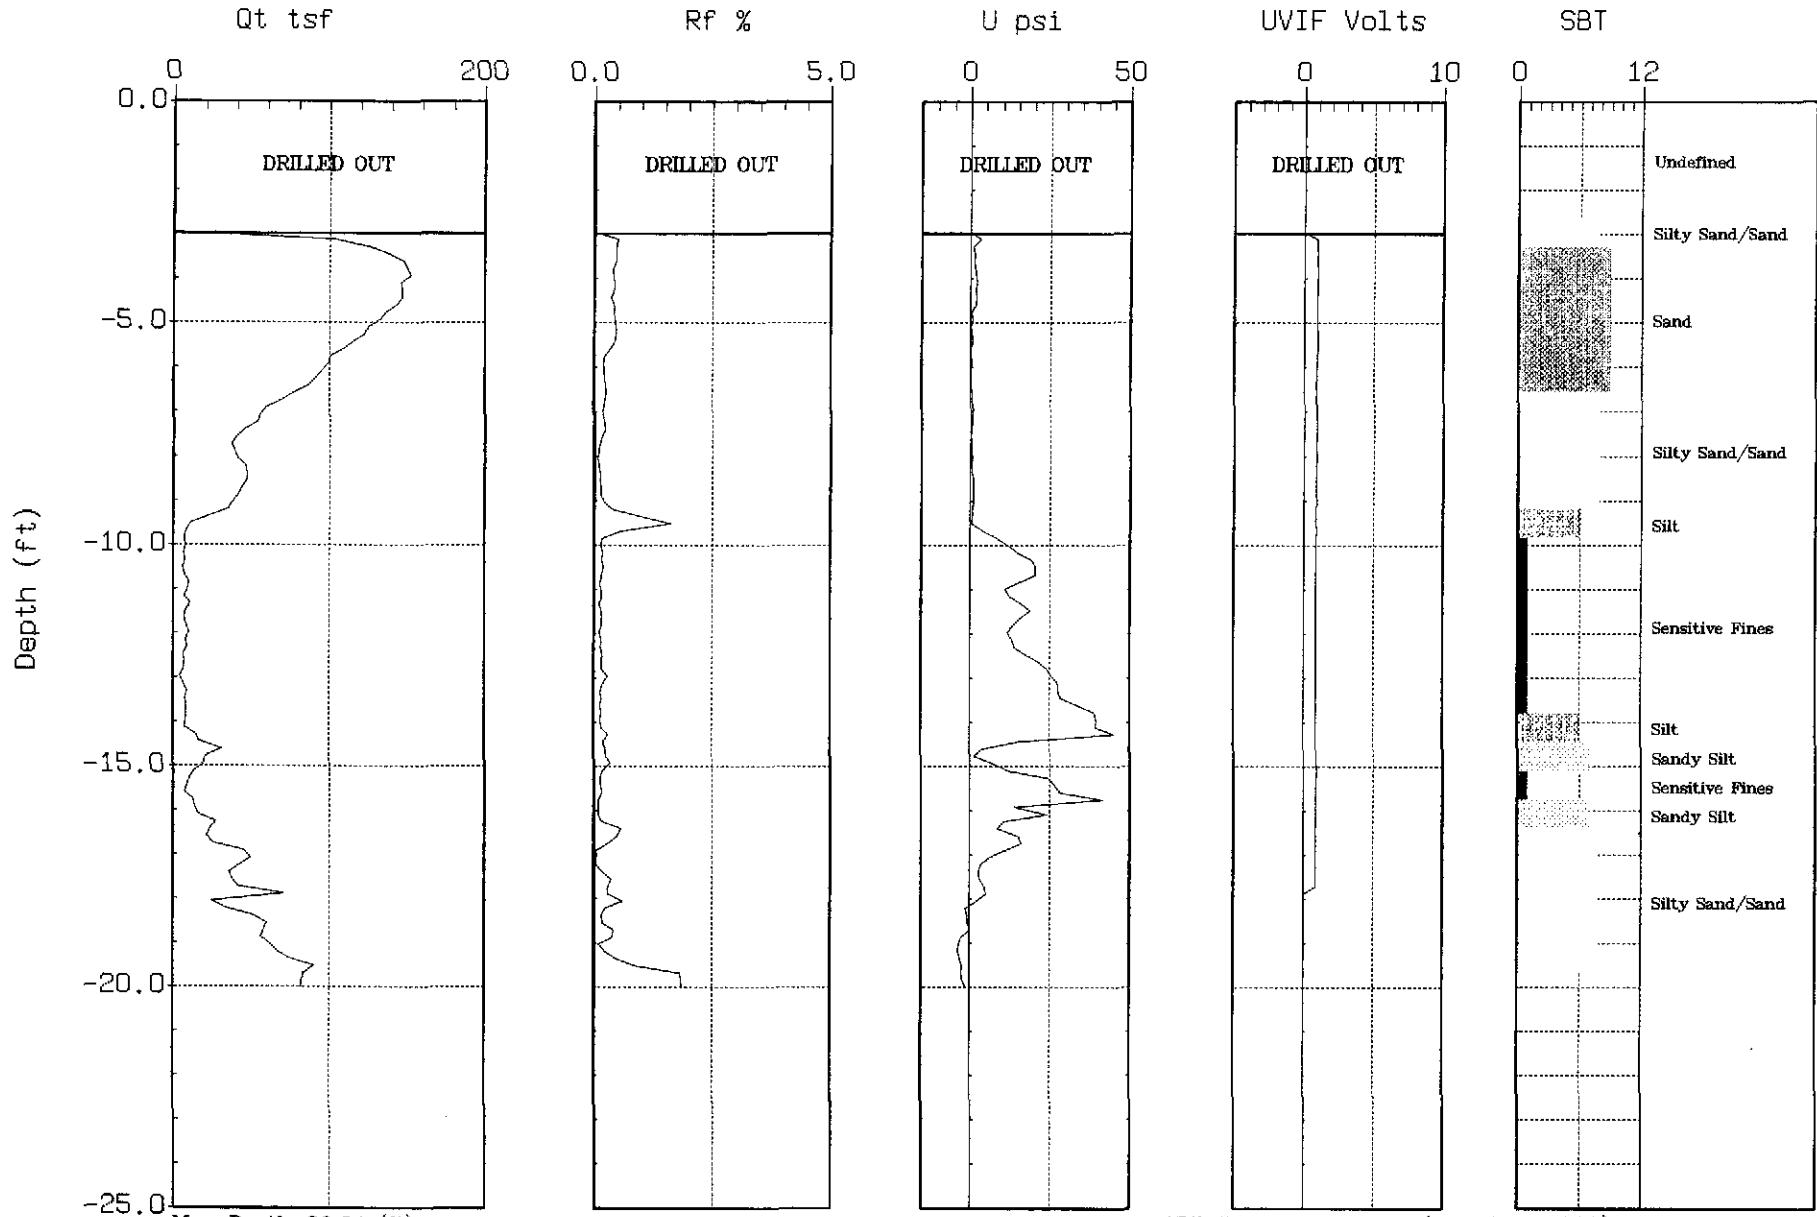 Qt tsf Rf % U psi UVIF Volts SBT
0 200 0.0 5.0 0 50 0 10 0 12
0.0
DRILLED OUT DRILLED OUT DRILLED OUT DRILLED OUT Undefined
Silty Sand/Sand
-5.0 Sand
Silty Sand/Sand
Silt
-10.0
Depth (ft)
Sensitive Fines
Silt
-15.0 Sandy Silt
Sensitive Fines
Sandy Silt
Silty Sand/Sand
-20.0
-25.0